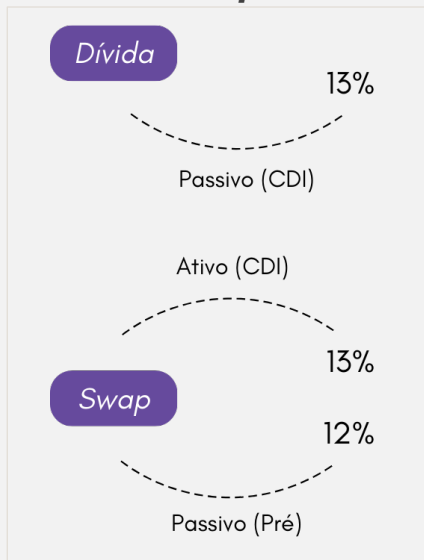 Dívida
13%
Passivo (CDI)
Ativo (CDI)
13%
Swap
12%
Passivo (Pré)